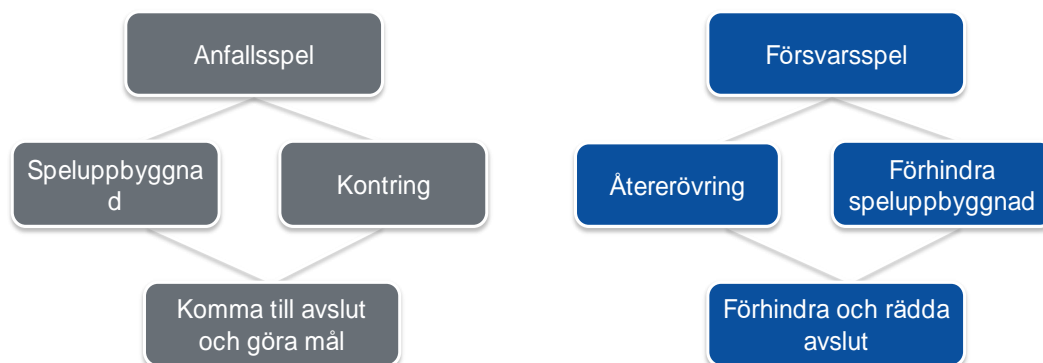 Anfallsspel
Försvarsspel
Speluppbyggna
d
Kontring
Återerövring
Förhindra
speluppbyggnad
Komma till avslut
och göra mål
Förhindra och rädda
avslut